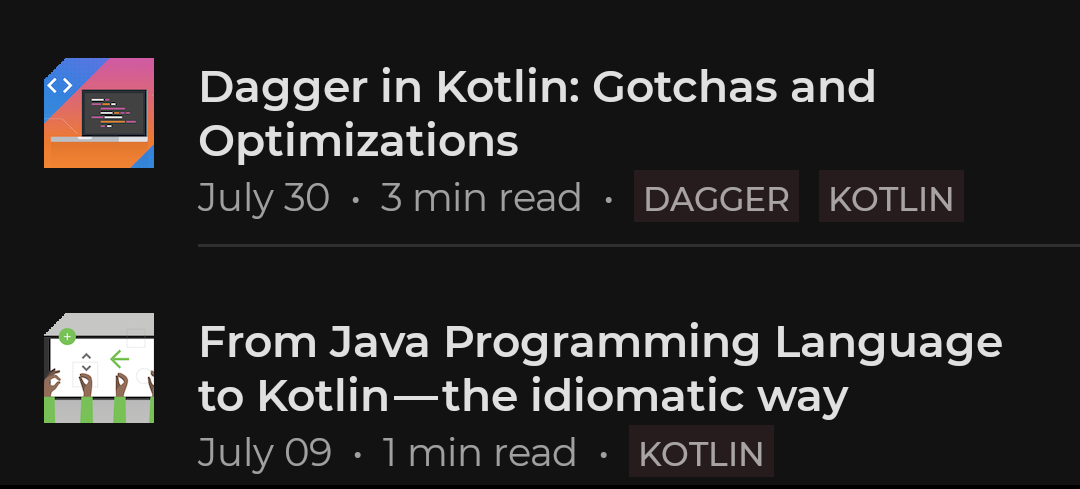 Dagger in Kotlin: Gotchas and
Optimizations
July 30 • 3 min read • DAGGER KOTLIN
From Java Programming Language
to Kotlin — the idiomatic way
July 09 • 1 min read • KOTLIN